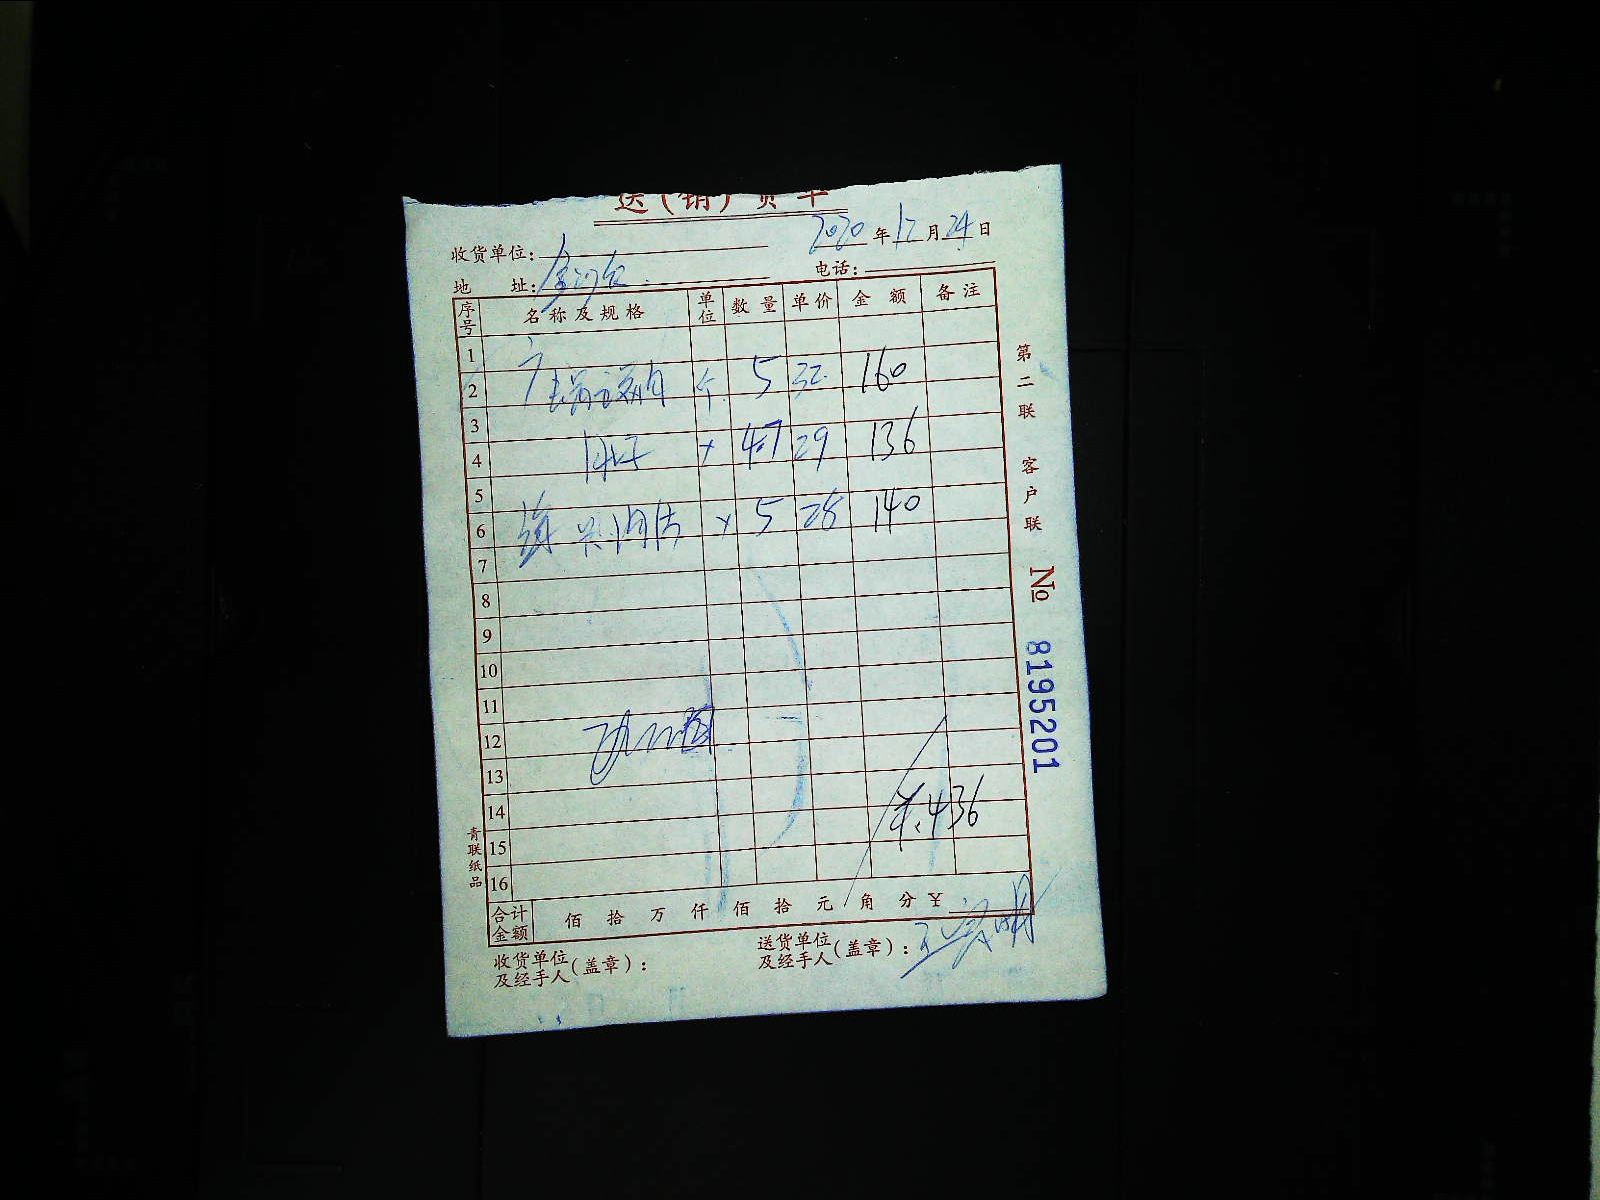 送(销)货单
收货单位：
2020年12月24日
地 址：
电话：
序号 名称及规格 单位 数量 单价 金额 备注
1
2 个 5 32 160
3
4 4.7 29 136
5
6 5 28 140
7
8
9
10
11
12
13
14 ¥.436
15
16
合计金额 佰 拾 万 仟 佰 拾 元 角 分 ¥
收货单位及经手人(盖章)：
送货单位及经手人(盖章)：
第二联 客户联
№ 8195201
青联纸品